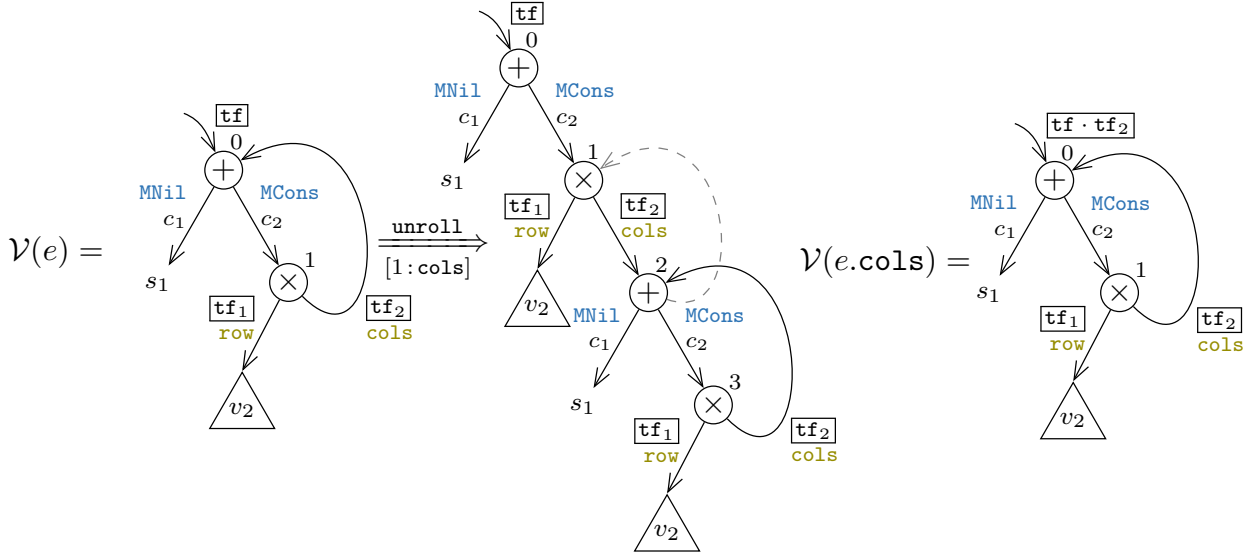 𝒱(e) =
tf
0
+
MNil MCons
c₁ c₂
s₁
1
×
tf₁ tf₂
row cols
v₂
unroll
[1:cols]
tf
0
+
MNil MCons
c₁ c₂
s₁
1
×
tf₁ tf₂
row cols
v₂
2
+
MNil MCons
c₁ c₂
s₁
3
×
tf₁ tf₂
row cols
v₂
𝒱(e.cols) =
tf · tf₂
0
+
MNil MCons
c₁ c₂
s₁
1
×
tf₁ tf₂
row cols
v₂